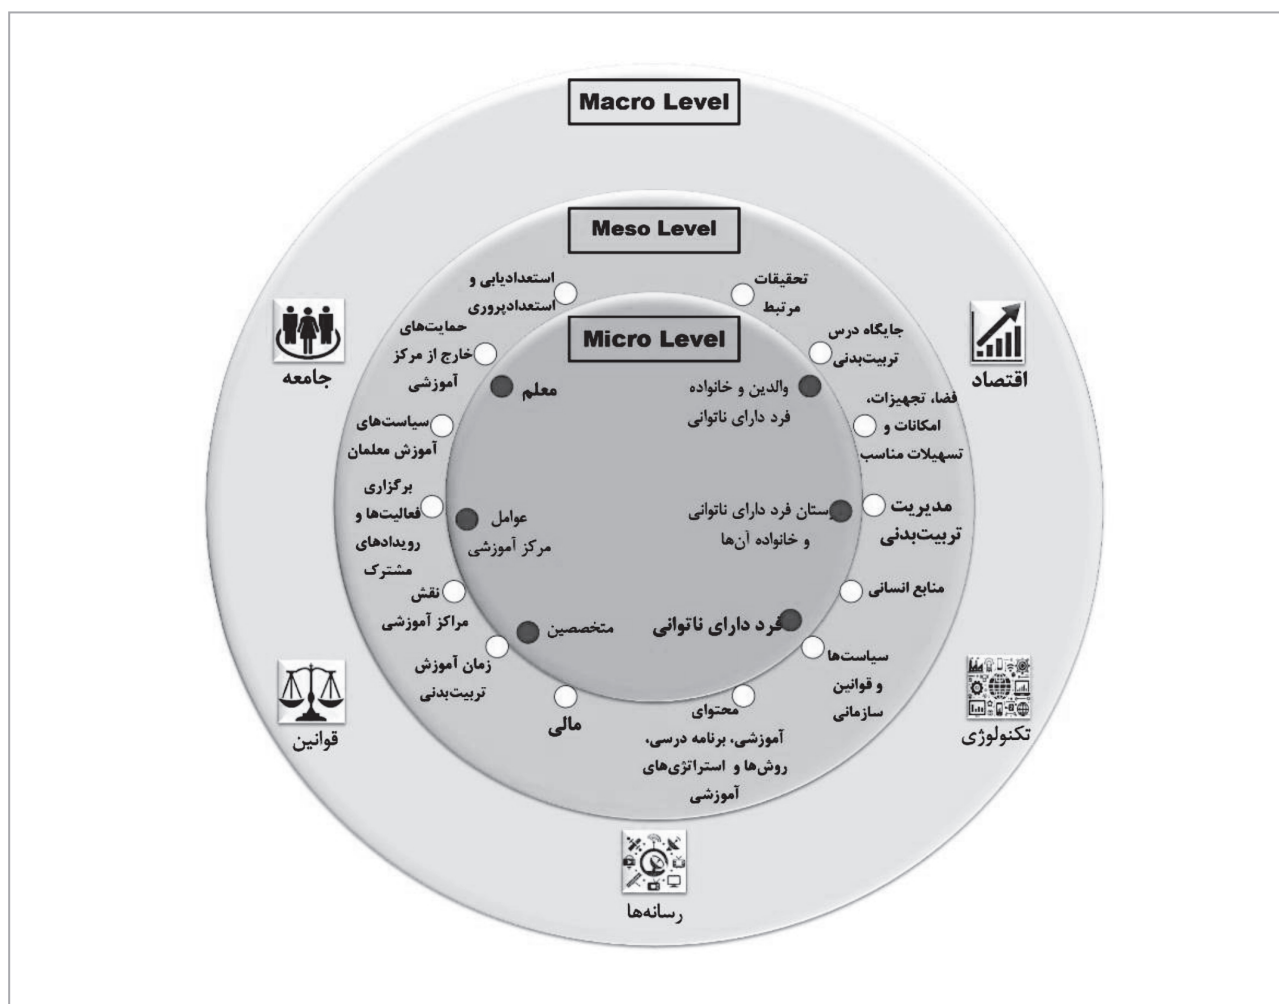 Macro Level
Meso Level
استعدادیابی و
استعدادپروری
تحقیقات
مرتبط
حمایت‌های
خارج از مرکز
آموزشی
جایگاه درس
تربیت‌بدنی
Micro Level
جامعه
اقتصاد
معلم
والدین و خانواده
فرد دارای ناتوانی
فضا، تجهیزات،
امکانات و
تسهیلات مناسب
سیاست‌های
آموزش معلمان
برگزاری
فعالیت‌ها و
رویدادهای
مشترک
عوامل
مرکز آموزشی
وستان فرد دارای ناتوانی
و خانواده آن‌ها
مدیریت
تربیت‌بدنی
نقش
مراکز آموزشی
منابع انسانی
متخصصین
فرد دارای ناتوانی
زمان آموزش
تربیت‌بدنی
سیاست‌ها
و قوانین
سازمانی
مالی
محتوای
آموزشی، برنامه درسی،
روش‌ها و استراتژی‌های
آموزشی
قوانین
تکنولوژی
رسانه‌ها